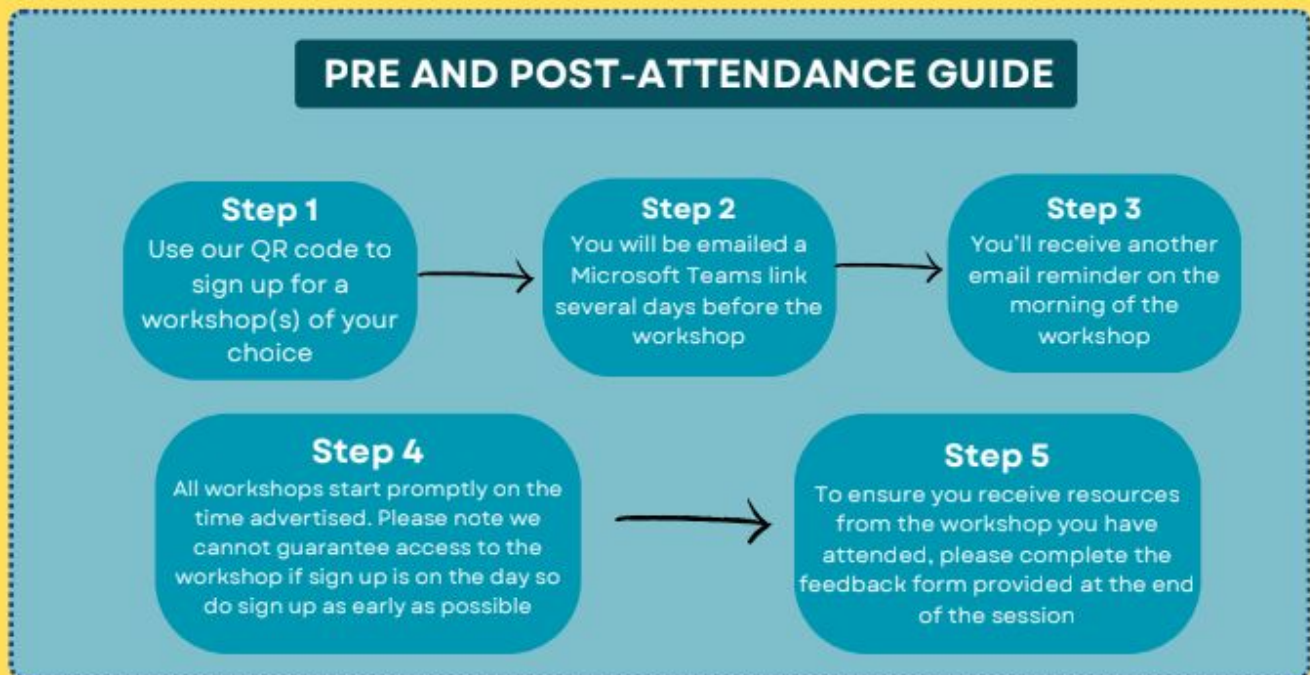 PRE AND POST-ATTENDANCE GUIDE
Step 1
Use our QR code to
sign up for a
workshop(s) of your
choice
Step 2
You will be emailed a
Microsoft Teams link
several days before the
workshop
Step 3
You'll receive another
email reminder on the
morning of the
workshop
Step 4
All workshops start promptly on the
time advertised. Please note we
cannot guarantee access to the
workshop if sign up is on the day so
do sign up as early as possible
Step 5
To ensure you receive resources
from the workshop you have
attended, please complete the
feedback form provided at the end
of the session